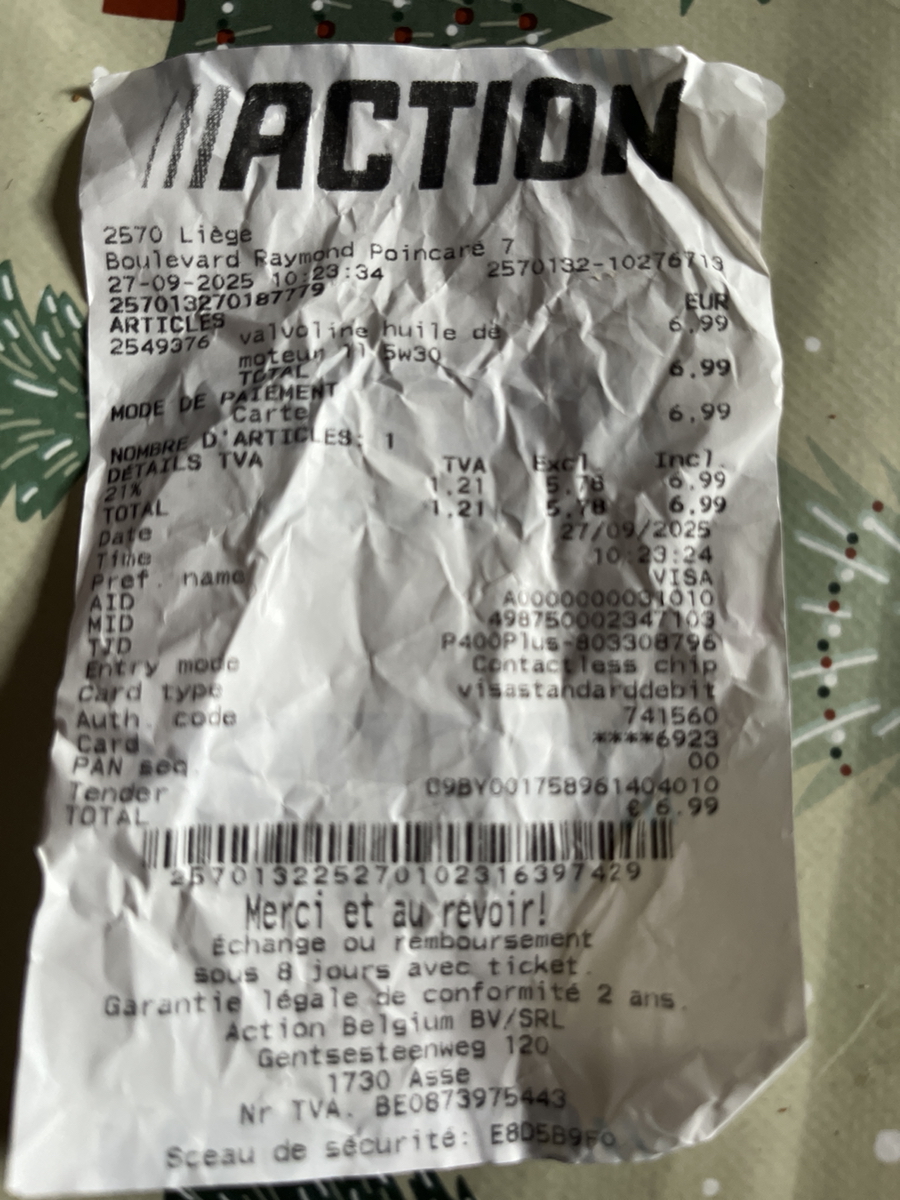 ACTION
2570 Liège
Boulevard Raymond Poincaré 7
27-09-2025 10:23:34 2570132-10276713
257013270187779
EUR
ARTICLES
2549376 valvoline huile de 6,99
moteur 1l 5w30
TOTAL 6,99
MODE DE PAIEMENT
Carte 6,99
NOMBRE D'ARTICLES: 1
DÉTAILS TVA TVA Excl. Incl.
21% 1.21 5.78 6.99
TOTAL 1.21 5.78 6.99
Date 27/09/2025
Time 10:23:24
Pref. name VISA
AID A0000000031010
MID 498750002347103
TID P400Plus-803308796
Entry mode Contactless chip
Card type visastandarddebit
Auth. code 741560
Card ****6923
PAN seq. 00
Tender C9BY001758961404010
TOTAL € 6.99
257013225270102316397429
Merci et au revoir!
Échange ou remboursement
sous 8 jours avec ticket.
Garantie légale de conformité 2 ans.
Action Belgium BV/SRL
Gentsesteenweg 120
1730 Asse
Nr TVA. BE0873975443
Sceau de sécurité: E8D5B9F0